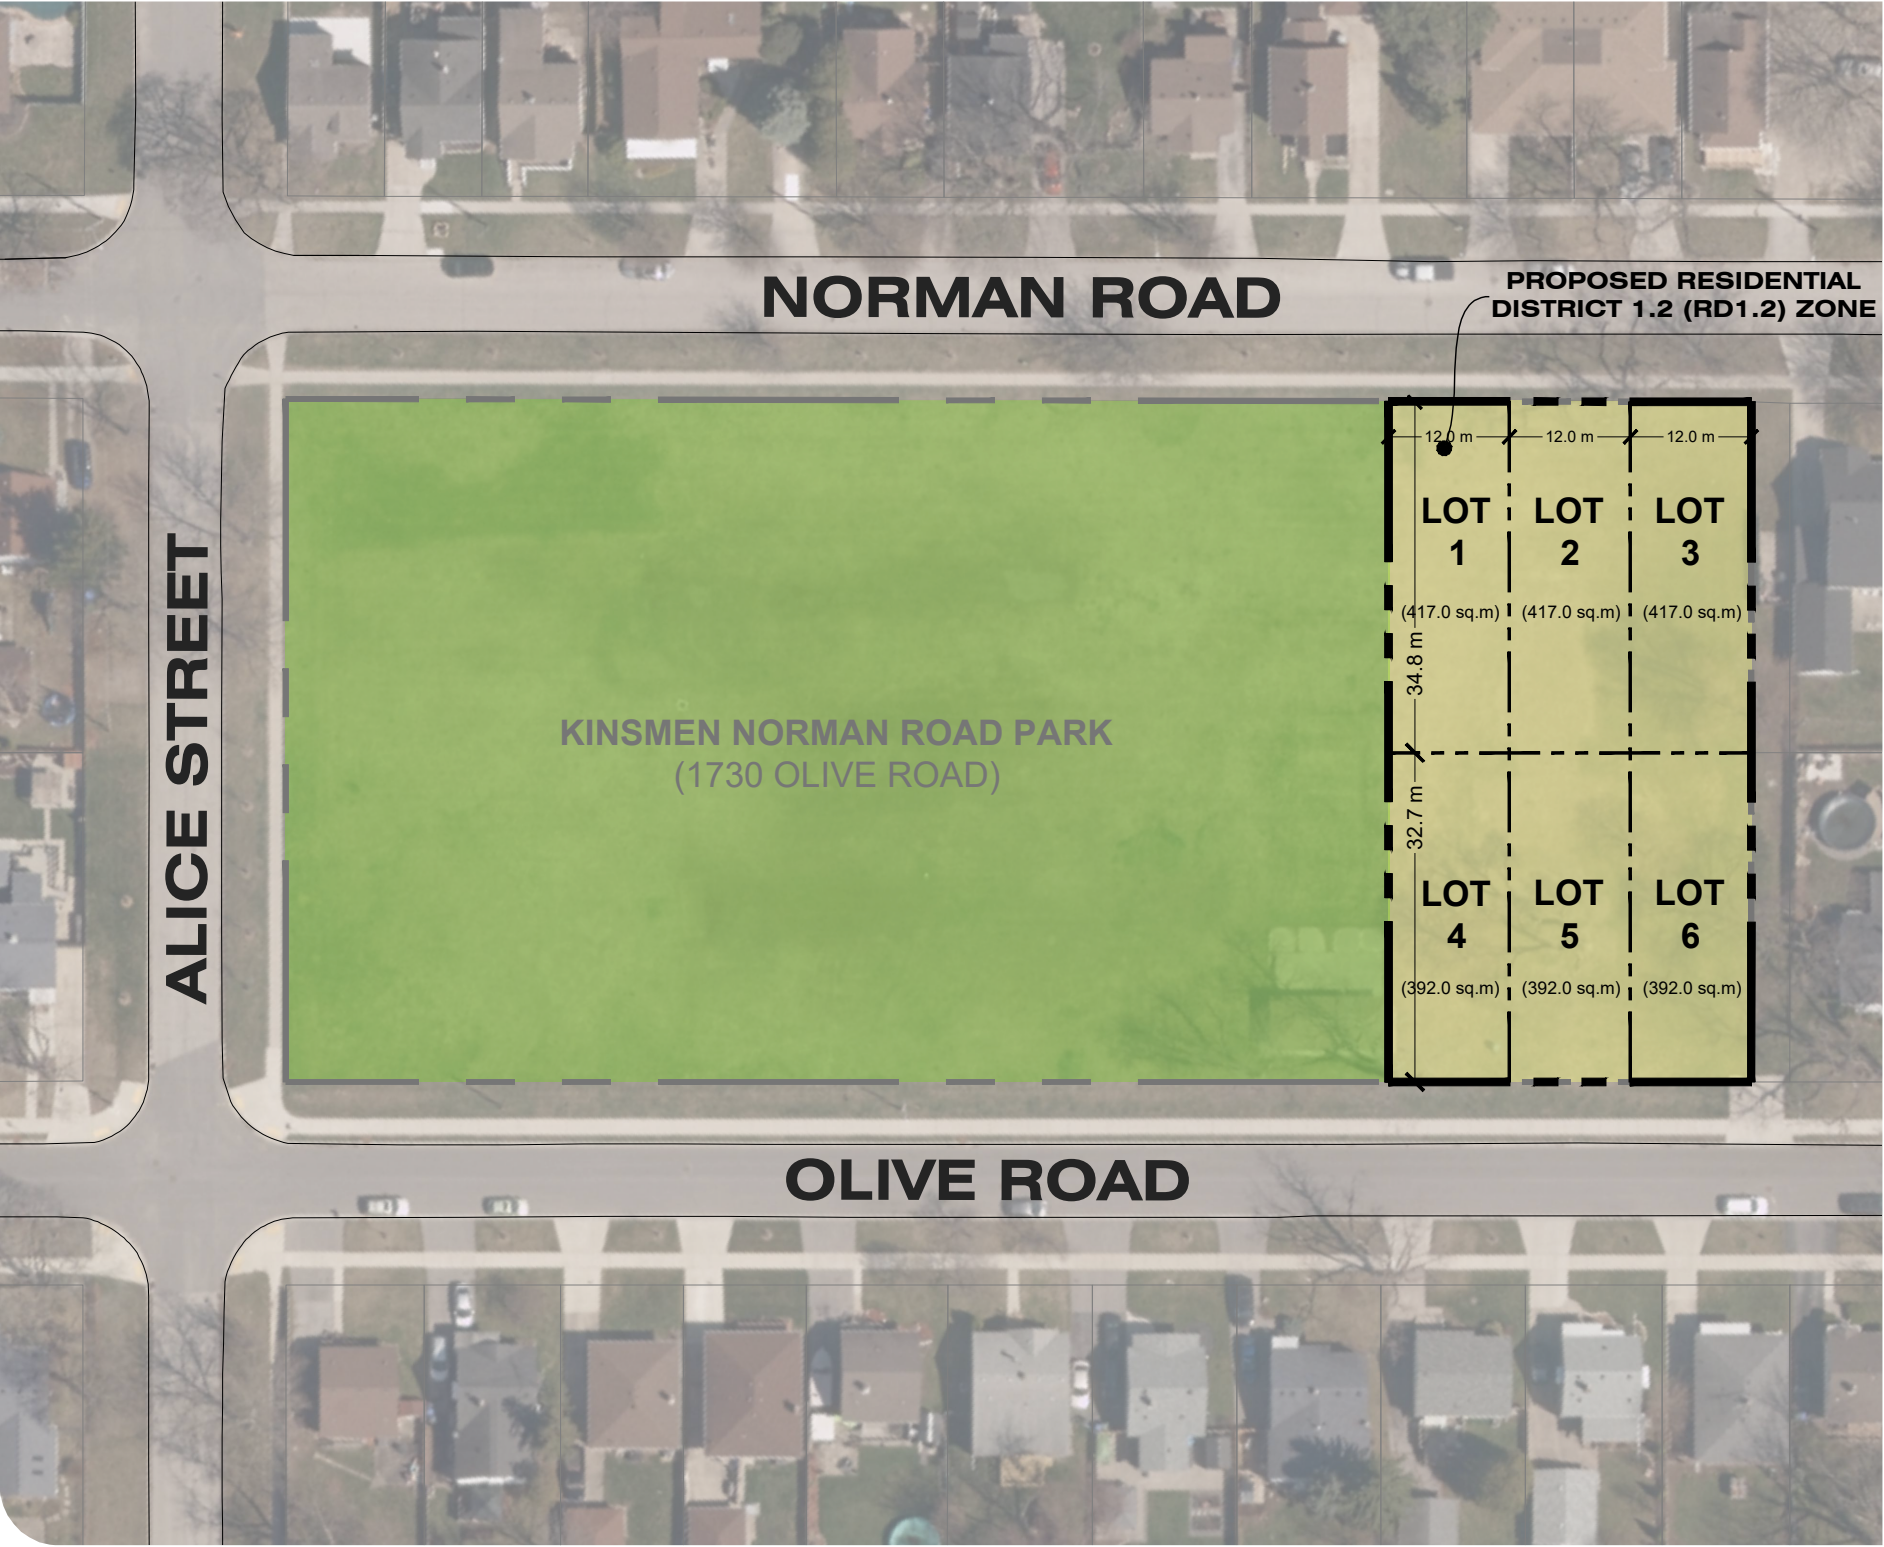 NORMAN ROAD
PROPOSED RESIDENTIAL
DISTRICT 1.2 (RD1.2) ZONE
12.0 m
12.0 m
12.0 m
LOT
1
LOT
2
LOT
3
(417.0 sq.m)
(417.0 sq.m)
(417.0 sq.m)
34.8 m
ALICE STREET
KINSMEN NORMAN ROAD PARK
(1730 OLIVE ROAD)
32.7 m
LOT
4
LOT
5
LOT
6
(392.0 sq.m)
(392.0 sq.m)
(392.0 sq.m)
OLIVE ROAD